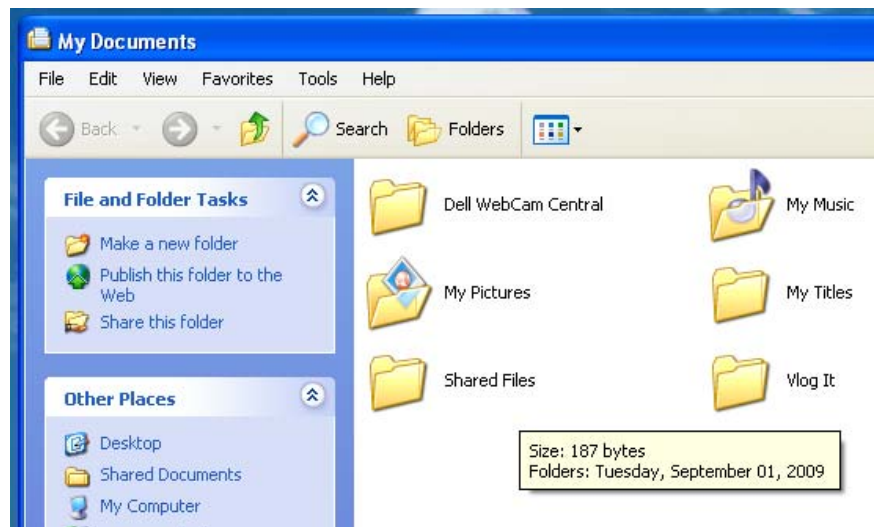 My Documents
File Edit View Favorites Tools Help
Back Search Folders
File and Folder Tasks
Make a new folder
Publish this folder to the
Web
Share this folder
Other Places
Desktop
Shared Documents
My Computer
Dell WebCam Central My Music
My Pictures My Titles
Shared Files Vlog It
Size: 187 bytes
Folders: Tuesday, September 01, 2009